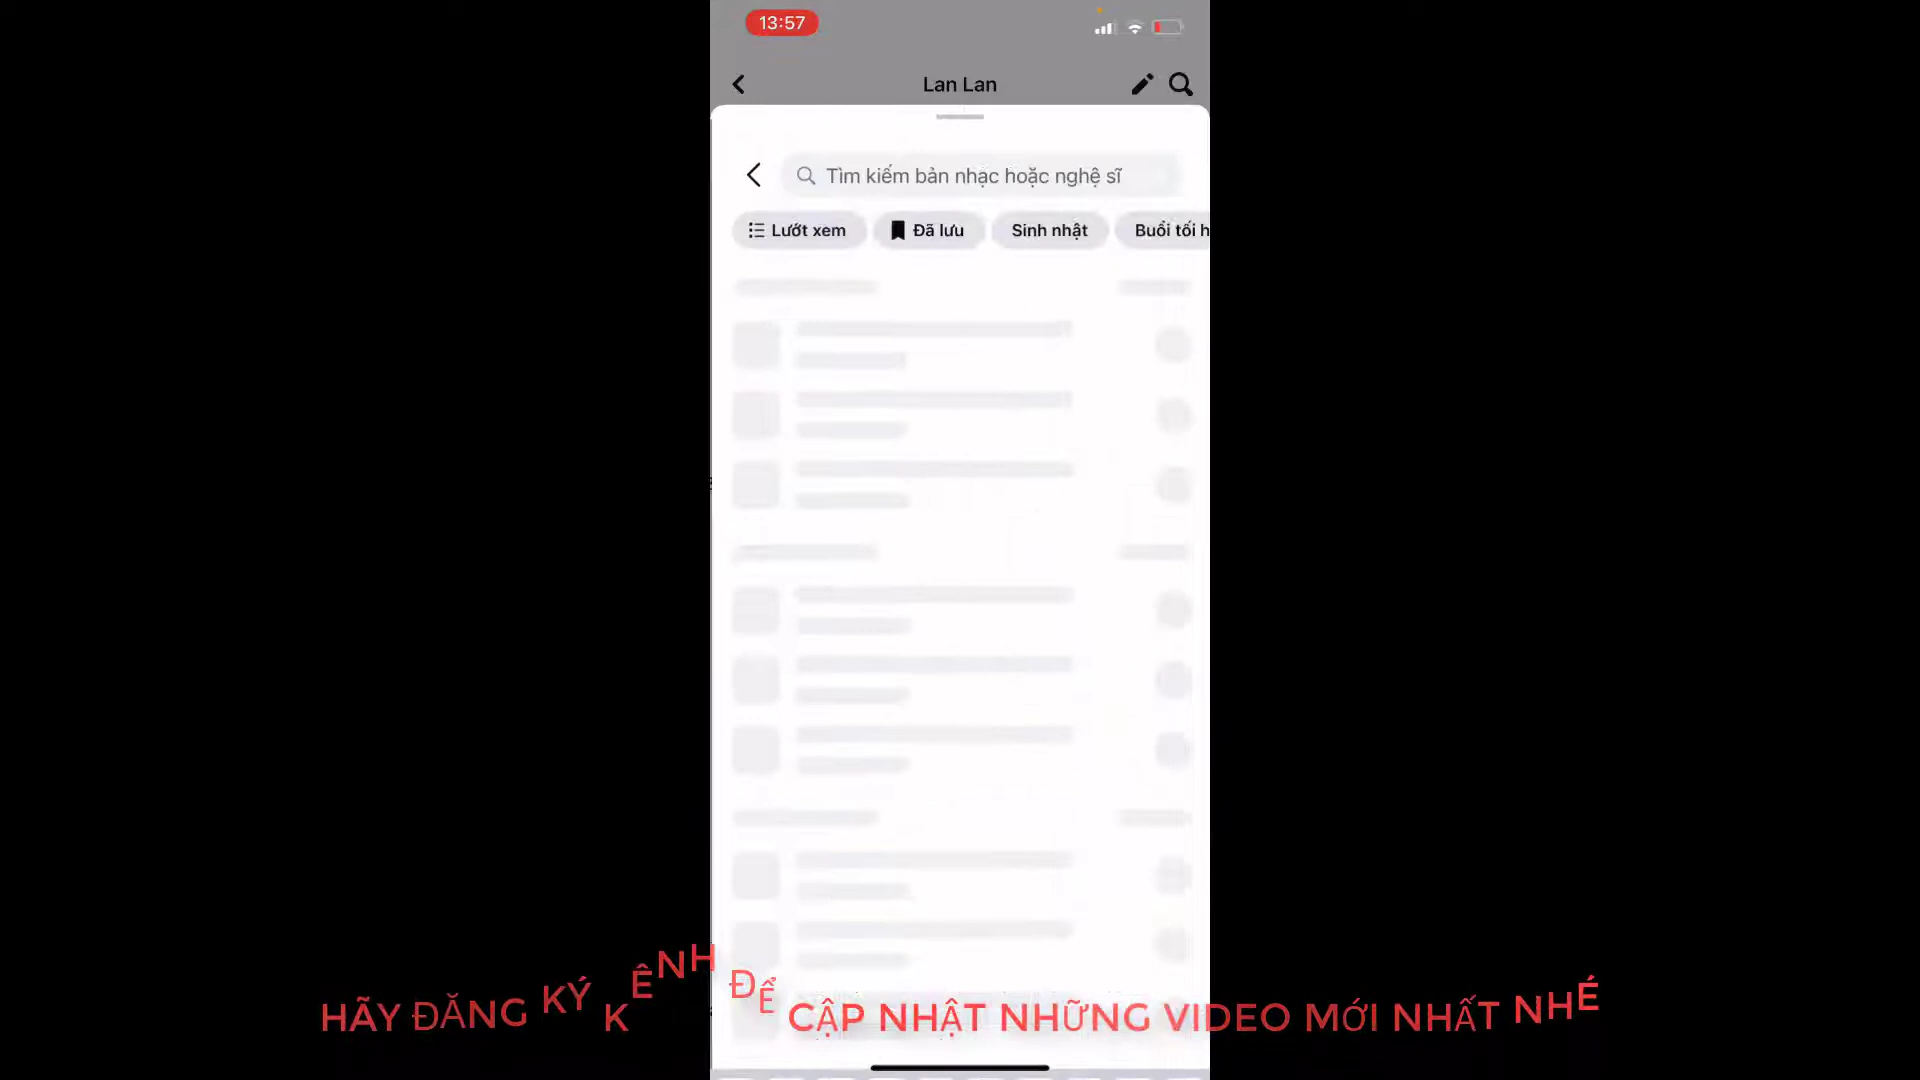 13:57
Lan Lan
Tìm kiếm bản nhạc hoặc nghệ sĩ
Lướt xem
Đã lưu
Sinh nhật
Buổi tối h
HÃY ĐĂNG KÝ KÊNH ĐỂ CẬP NHẬT NHỮNG VIDEO MỚI NHẤT NHÉ